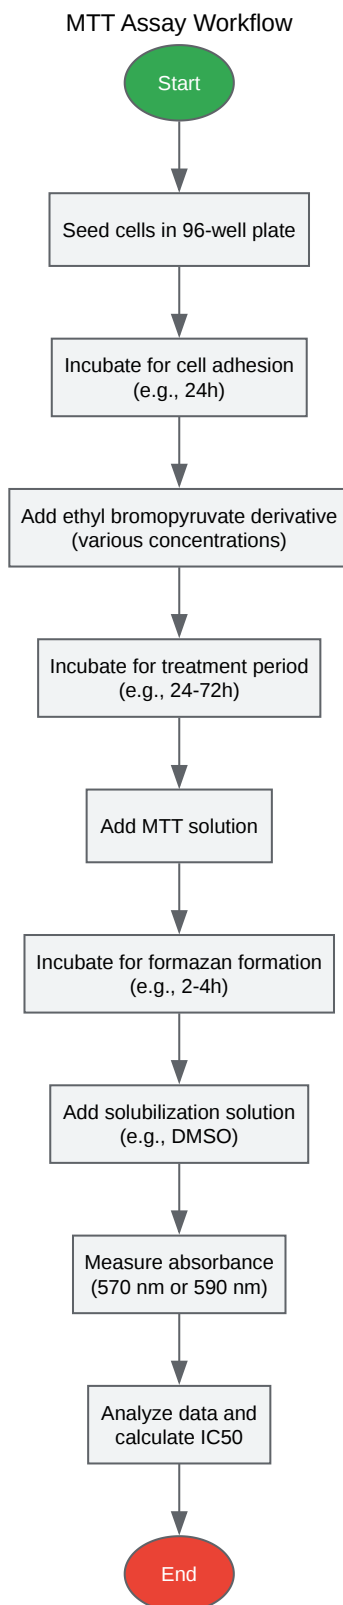 MTT Assay Workflow
Start
Seed cells in 96-well plate
Incubate for cell adhesion
(e.g., 24h)
Add ethyl bromopyruvate derivative
(various concentrations)
Incubate for treatment period
(e.g., 24-72h)
Add MTT solution
Incubate for formazan formation
(e.g., 2-4h)
Add solubilization solution
(e.g., DMSO)
Measure absorbance
(570 nm or 590 nm)
Analyze data and
calculate IC50
End